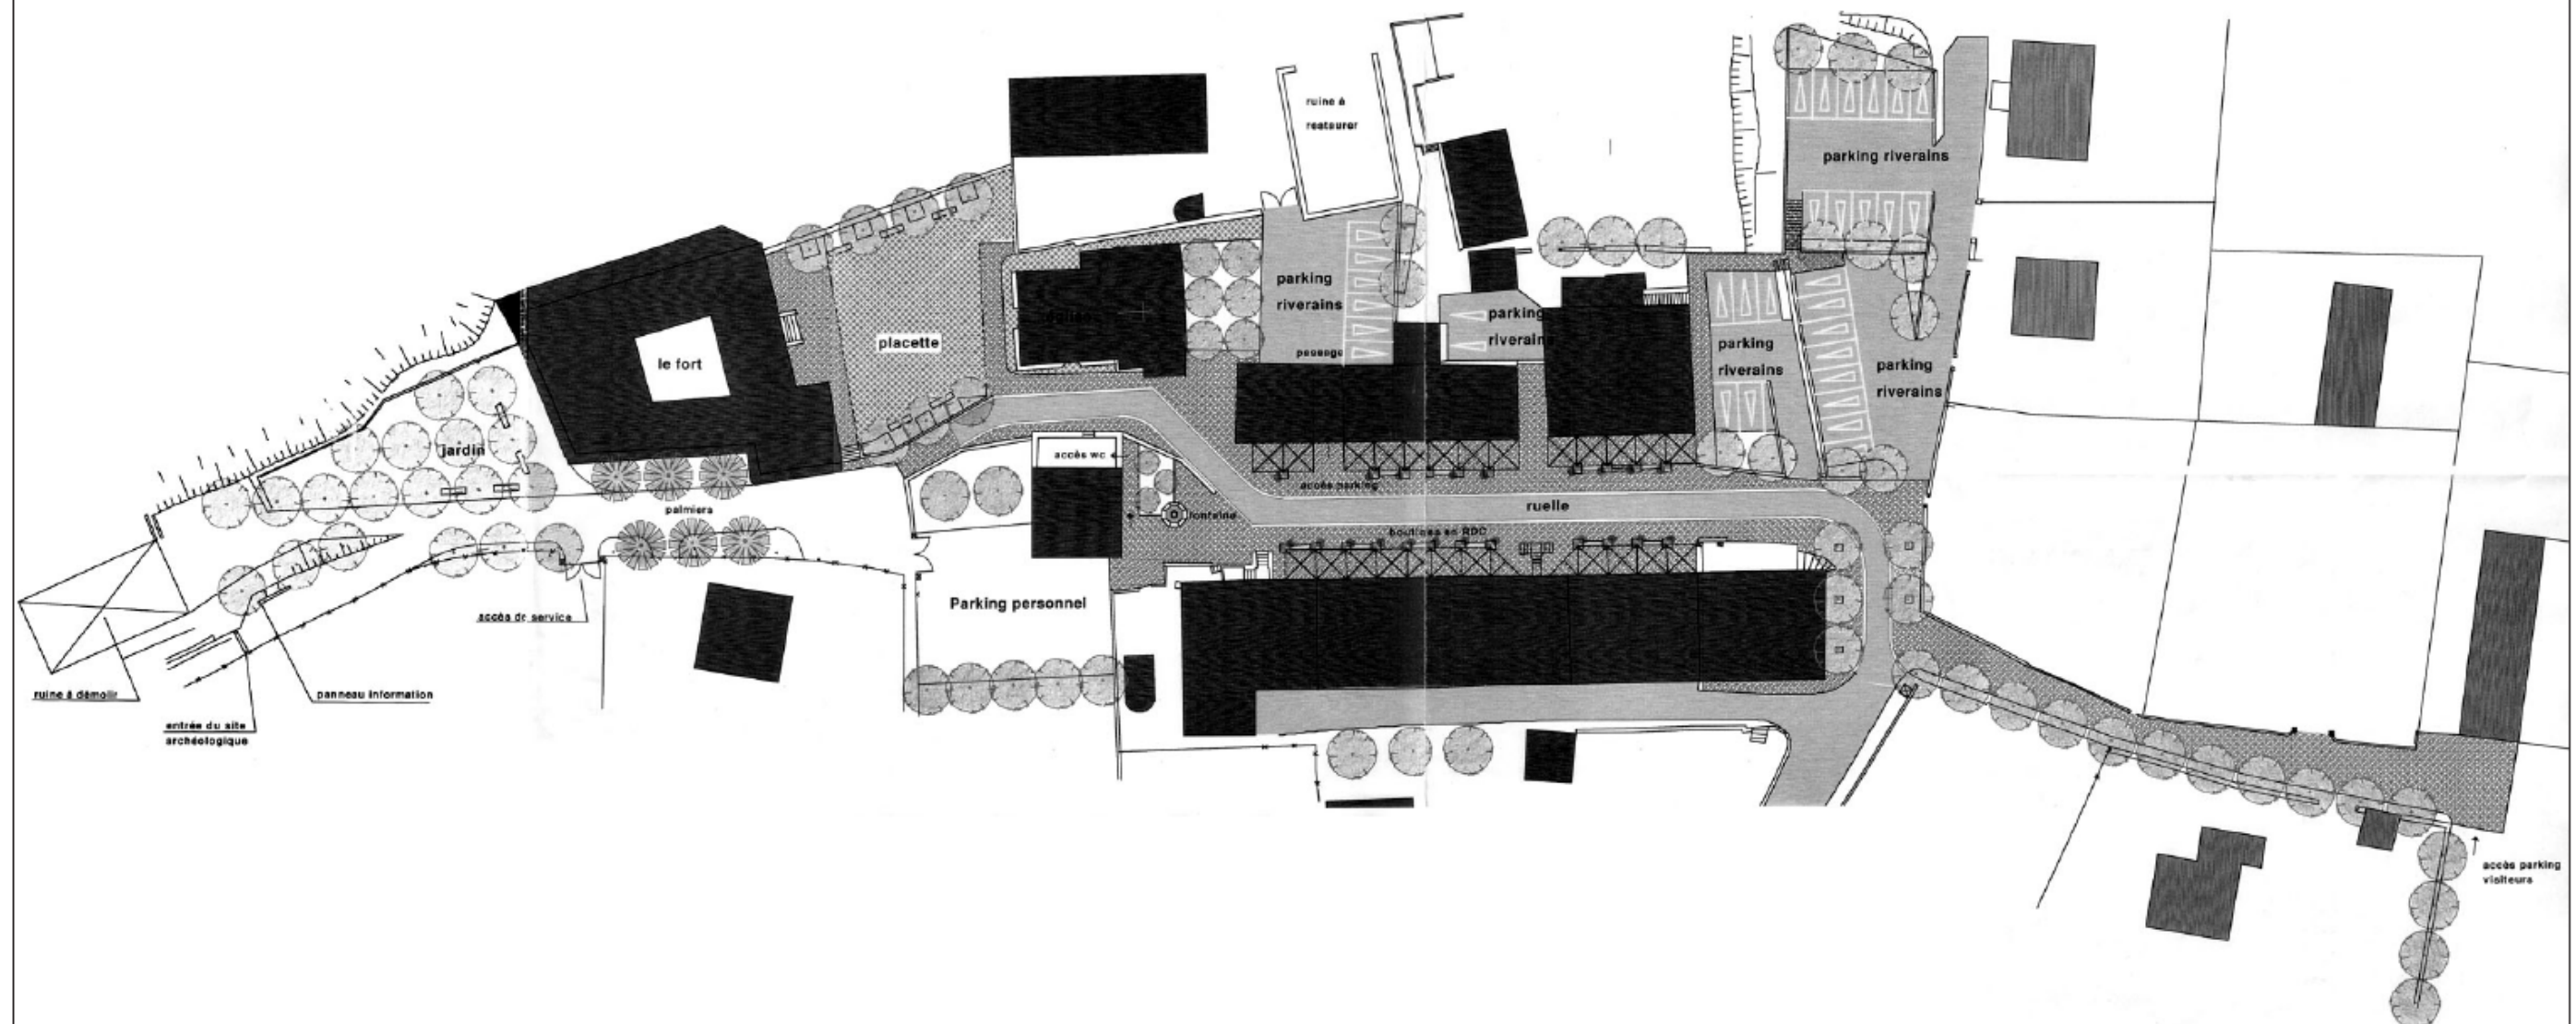 ruine à
reatsurer
parking riverains
parking
riverains
passage
parking
riverain
parking
riverains
parking
riverains
placette
le fort
jardin
accès wc
accès parking
palmiers
fontaine
ruelle
boutiques en RDC
Parking personnel
accès de service
ruine à démolir
panneau information
entrée du site
archéologique
accès parking
visiteurs